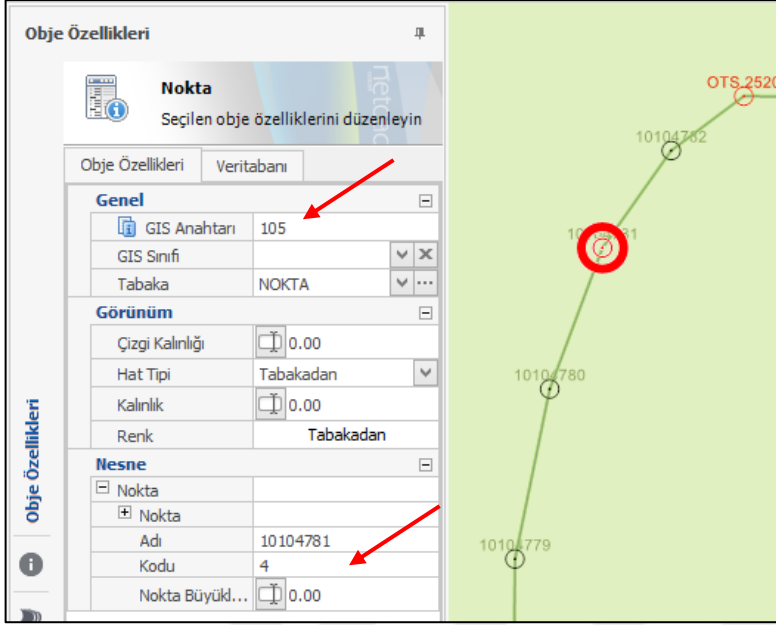 Obje Özellikleri
Nokta
Seçilen obje özelliklerini düzenleyin
netcad
Obje Özellikleri Veritabanı
Genel
GIS Anahtarı 105
GIS Sınıfı
Tabaka NOKTA
Görünüm
Çizgi Kalınlığı 0.00
Hat Tipi Tabakadan
Kalınlık 0.00
Renk Tabakadan
Nesne
Nokta
Nokta
Adı 10104781
Kodu 4
Nokta Büyükl... 0.00
Obje Özellikleri
OTS.2520
10104782
10104781
10104780
10104779